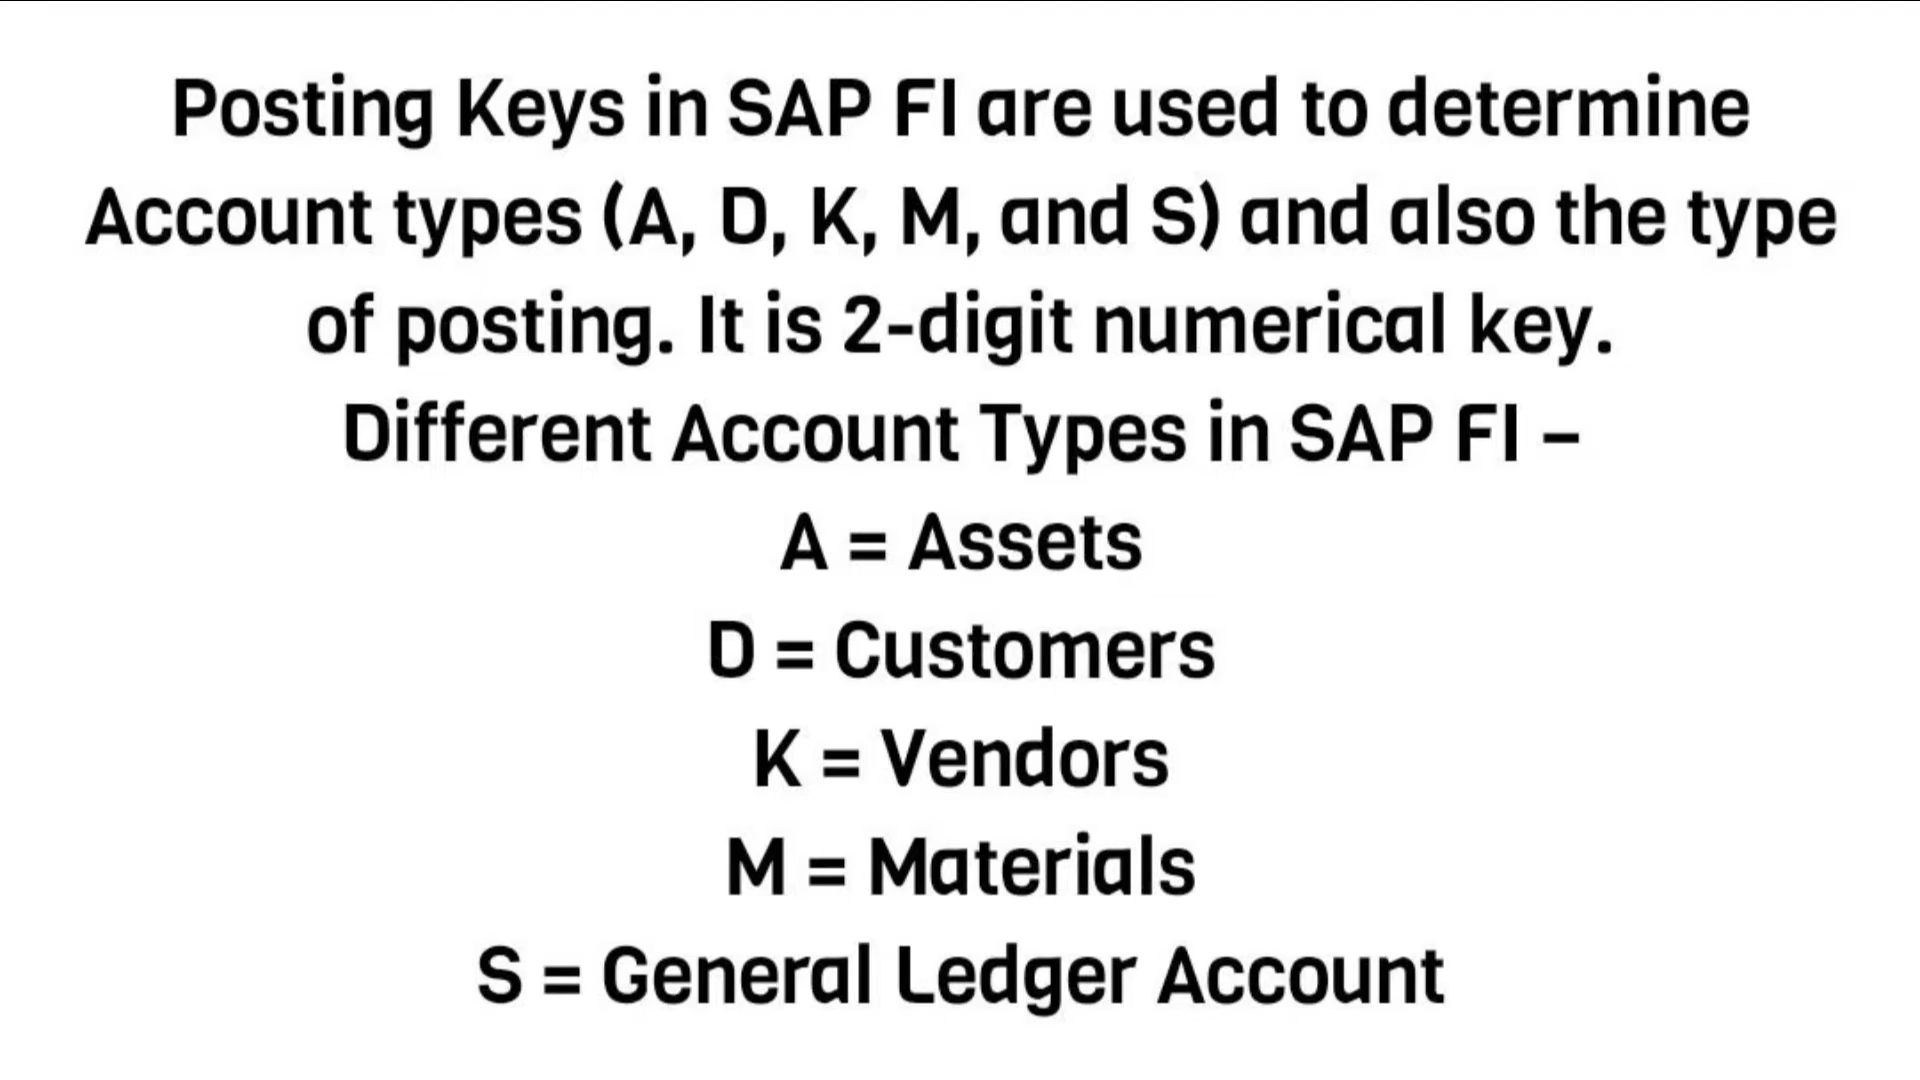 Posting Keys in SAP FI are used to determine
Account types (A, D, K, M, and S) and also the type
of posting. It is 2-digit numerical key.
Different Account Types in SAP FI –
A = Assets
D = Customers
K = Vendors
M = Materials
S = General Ledger Account